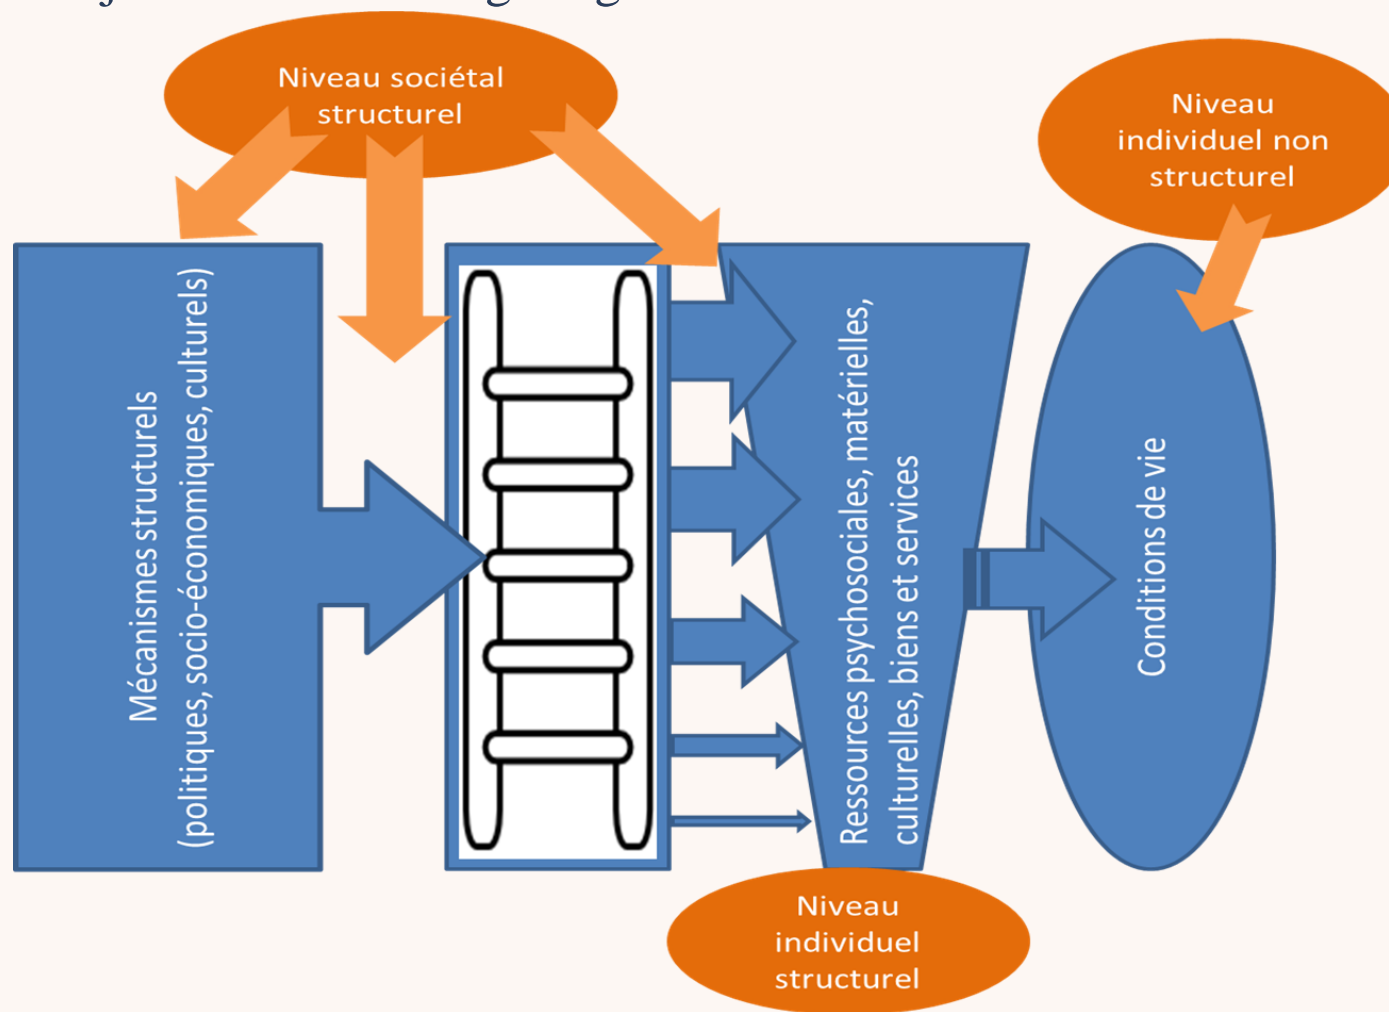 Niveau sociétal
structurel
Niveau
individuel non
structurel
Mécanismes structurels
(politiques, socio-économiques, culturels)
Ressources psychosociales, matérielles,
culturelles, biens et services
Conditions de vie
Niveau
individuel
structurel